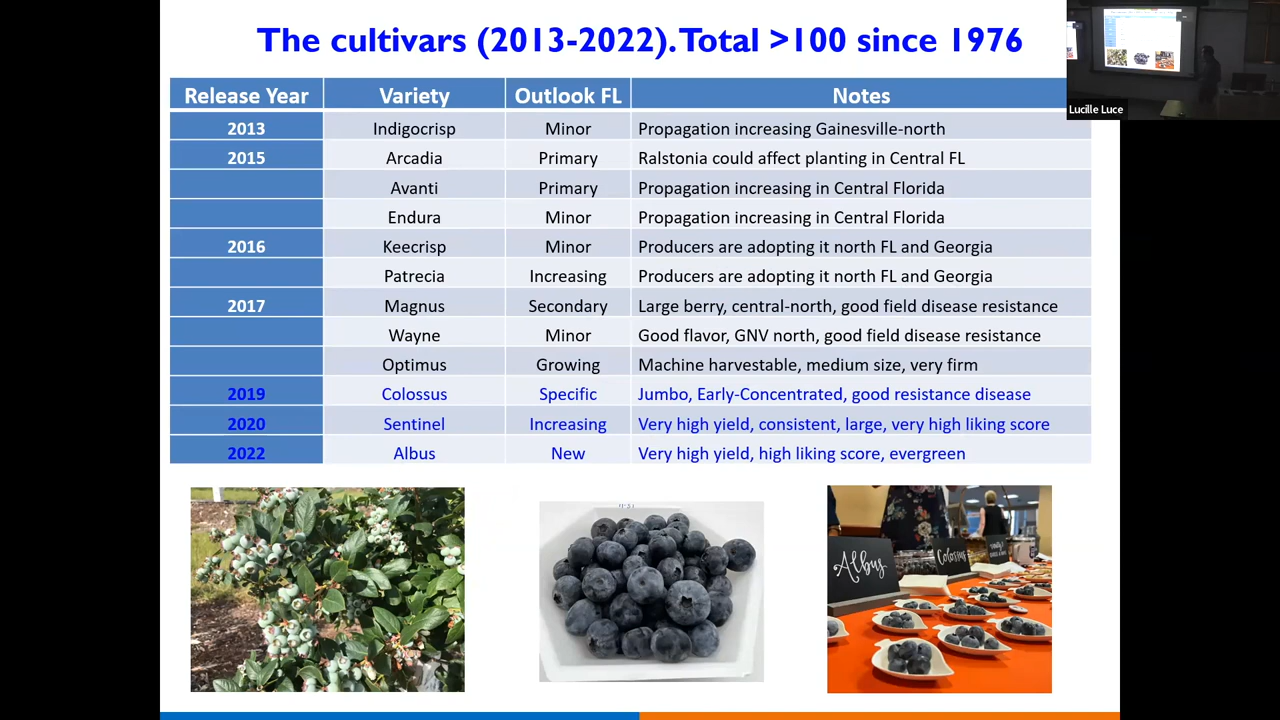 The cultivars (2013-2022). Total >100 since 1976
Lucille Luce
Release Year Variety Outlook FL Notes
2013 Indigocrisp Minor Propagation increasing Gainesville-north
2015 Arcadia Primary Ralstonia could affect planting in Central FL
Avanti Primary Propagation increasing in Central Florida
Endura Minor Propagation increasing in Central Florida
2016 Keecrisp Minor Producers are adopting it north FL and Georgia
Patrecia Increasing Producers are adopting it north FL and Georgia
2017 Magnus Secondary Large berry, central-north, good field disease resistance
Wayne Minor Good flavor, GNV north, good field disease resistance
Optimus Growing Machine harvestable, medium size, very firm
2019 Colossus Specific Jumbo, Early-Concentrated, good resistance disease
2020 Sentinel Increasing Very high yield, consistent, large, very high liking score
2022 Albus New Very high yield, high liking score, evergreen
Albus
Colossus